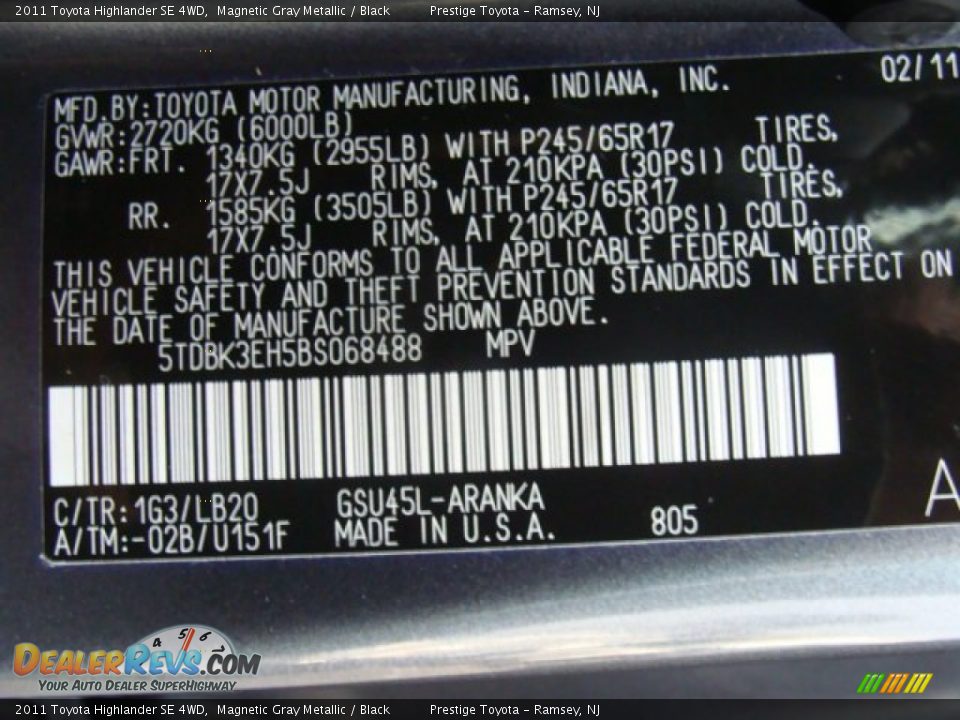 2011 Toyota Highlander SE 4WD, Magnetic Gray Metallic / Black Prestige Toyota - Ramsey, NJ
02/11
MFD.BY:TOYOTA MOTOR MANUFACTURING, INDIANA, INC.
GVWR:2720KG (6000LB)
GAWR:FRT. 1340KG (2955LB) WITH P245/65R17 TIRES,
17X7.5J RIMS, AT 210KPA (30PSI) COLD.
RR. 1585KG (3505LB) WITH P245/65R17 TIRES,
17X7.5J RIMS, AT 210KPA (30PSI) COLD.
THIS VEHICLE CONFORMS TO ALL APPLICABLE FEDERAL MOTOR
VEHICLE SAFETY AND THEFT PREVENTION STANDARDS IN EFFECT ON
THE DATE OF MANUFACTURE SHOWN ABOVE.
5TDBK3EH5BS068488 MPV
C/TR:1G3/LB20 GSU45L-ARANKA
A/TM:-02B/U151F MADE IN U.S.A. 805
A
4 5 6
DEALERREVS.COM
YOUR AUTO DEALER SUPERHIGHWAY
2011 Toyota Highlander SE 4WD, Magnetic Gray Metallic / Black Prestige Toyota - Ramsey, NJ